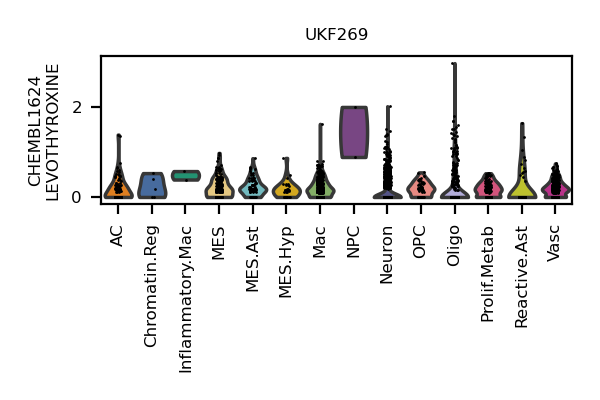 UKF269
CHEMBL1624
LEVOTHYROXINE
2
0
AC
Chromatin.Reg
Inflammatory.Mac
MES
MES.Ast
MES.Hyp
Mac
NPC
Neuron
OPC
Oligo
Prolif.Metab
Reactive.Ast
Vasc